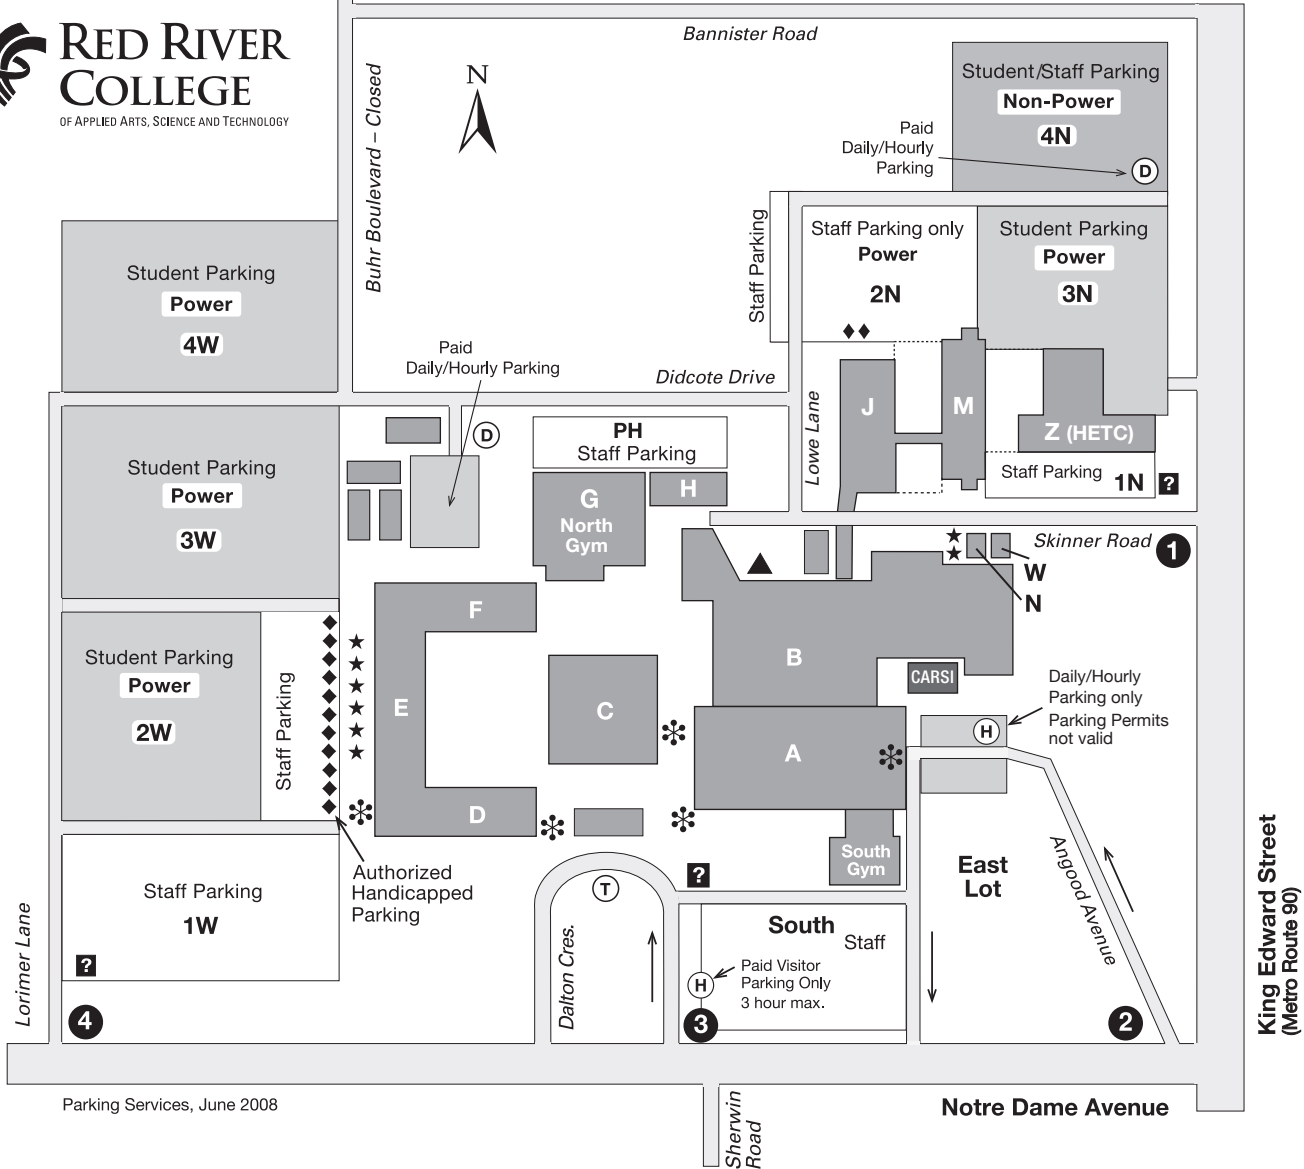 RED RIVER
COLLEGE
OF APPLIED ARTS, SCIENCE AND TECHNOLOGY
Bannister Road
Buhr Boulevard – Closed
N
Student/Staff Parking
Non-Power
4N
Paid
Daily/Hourly
Parking
D
Staff Parking
Staff Parking only
Power
2N
Student Parking
Power
3N
Student Parking
Power
4W
Paid
Daily/Hourly Parking
Didcote Drive
Lowe Lane
J
M
Z (HETC)
Staff Parking
1N
?
D
PH
Staff Parking
G
North
Gym
H
Student Parking
Power
3W
Skinner Road
1
W
N
F
E
D
C
B
A
CARSI
Daily/Hourly
Parking only
Parking Permits
not valid
H
Student Parking
Power
2W
Staff Parking
Authorized
Handicapped
Parking
South
Gym
East
Lot
Angood Avenue
King Edward Street
(Metro Route 90)
Staff Parking
1W
?
Lorimer Lane
4
T
Dalton Cres.
?
South
Staff
H
Paid Visitor
Parking Only
3 hour max.
3
2
Parking Services, June 2008
Notre Dame Avenue
Sherwin
Road